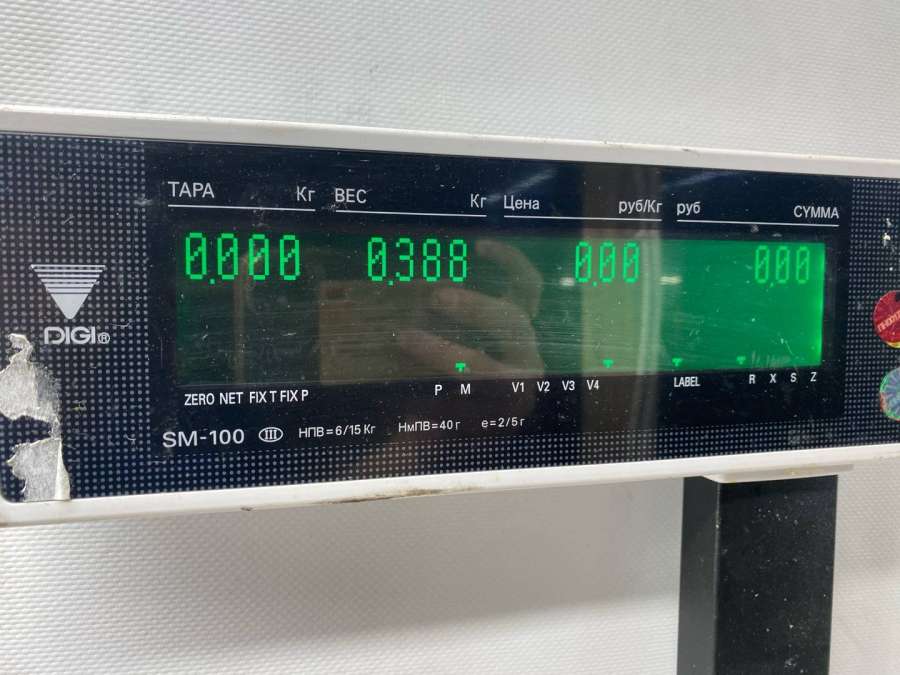 ТАРА Кг ВЕС Кг Цена руб/Кг руб СУММА
0.000 0.388 0.00 0.00
DIGI®
P M V1 V2 V3 V4 LABEL R X S Z
ZERO NET FIX T FIX P
SM-100 III НПВ=6/15 Кг НмПВ=40 г e=2/5 г